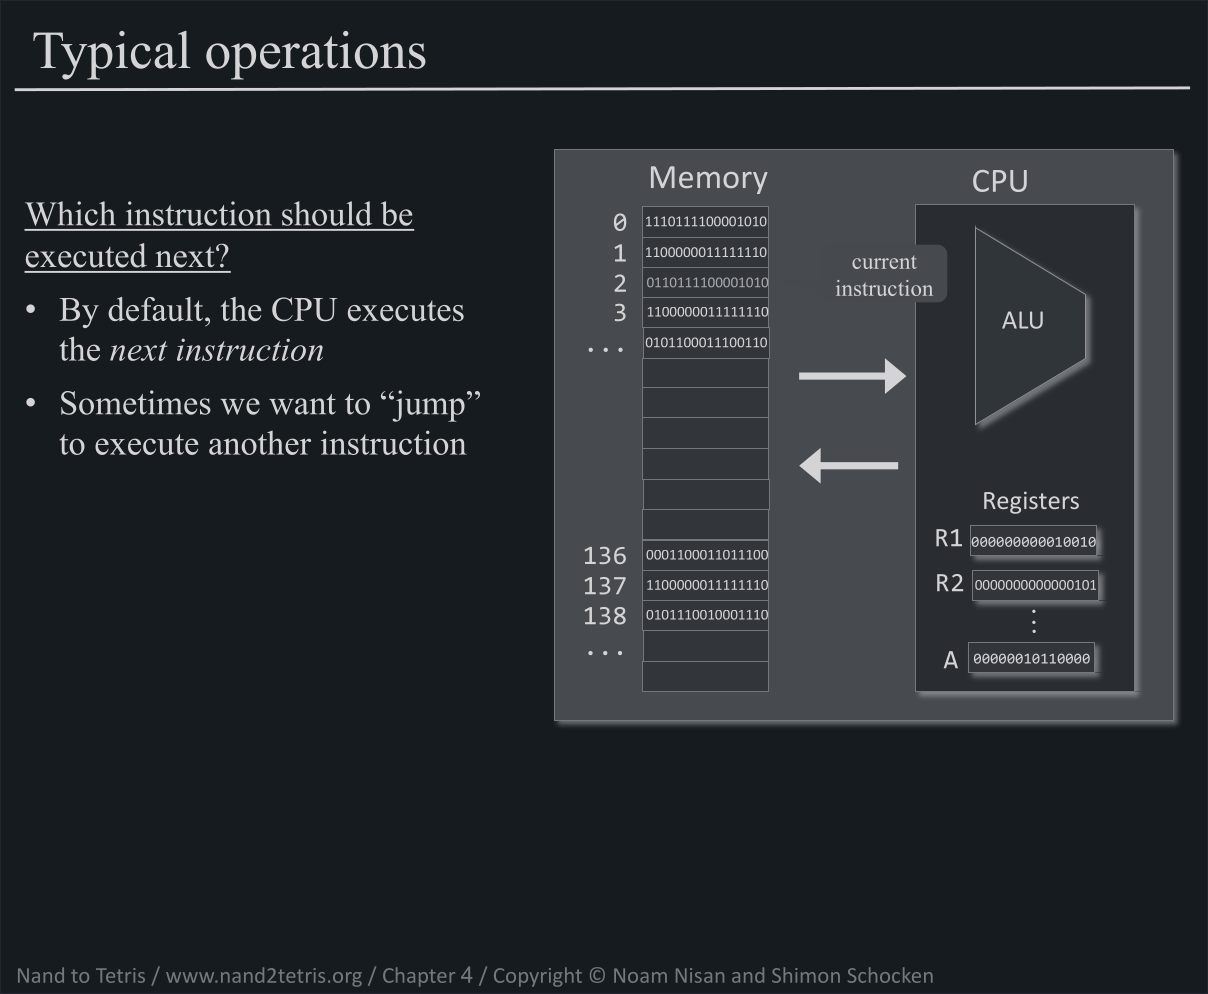 Typical operations
Which instruction should be
executed next?
• By default, the CPU executes
the next instruction
• Sometimes we want to “jump”
to execute another instruction
Memory
0 1110111100001010
1 1100000011111110
2 0110111100001010
3 1100000011111110
... 0101100011100110
136 0001100011011100
137 1100000011111110
138 0101110010001110
...
CPU
current
instruction
ALU
Registers
R1 000000000010010
R2 0000000000000101
⋮
A 00000010110000
Nand to Tetris / www.nand2tetris.org / Chapter 4 / Copyright © Noam Nisan and Shimon Schocken